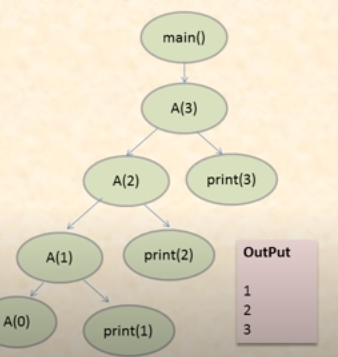 main()
A(3)
A(2)
print(3)
A(1)
print(2)
A(0)
print(1)
OutPut
1
2
3